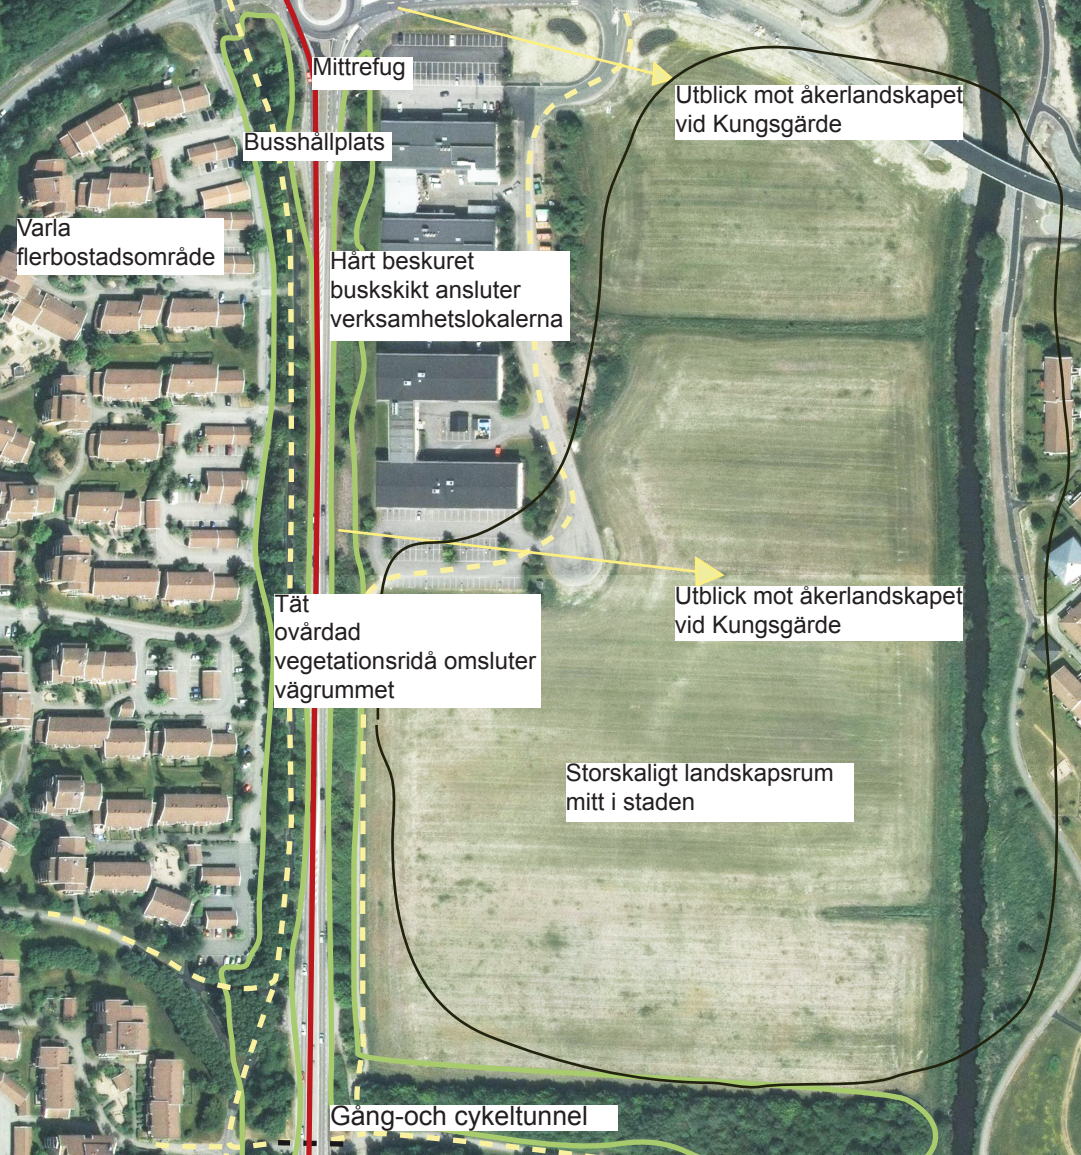 Mittrefug
Utblick mot åkerlandskapet
vid Kungsgärde
Busshållplats
Varla
flerbostadsområde
Hårt beskuret
buskskikt ansluter
verksamhetslokalerna
Tät
ovårdad
vegetationsridå omsluter
vägrummet
Utblick mot åkerlandskapet
vid Kungsgärde
Storskaligt landskapsrum
mitt i staden
Gång-och cykeltunnel